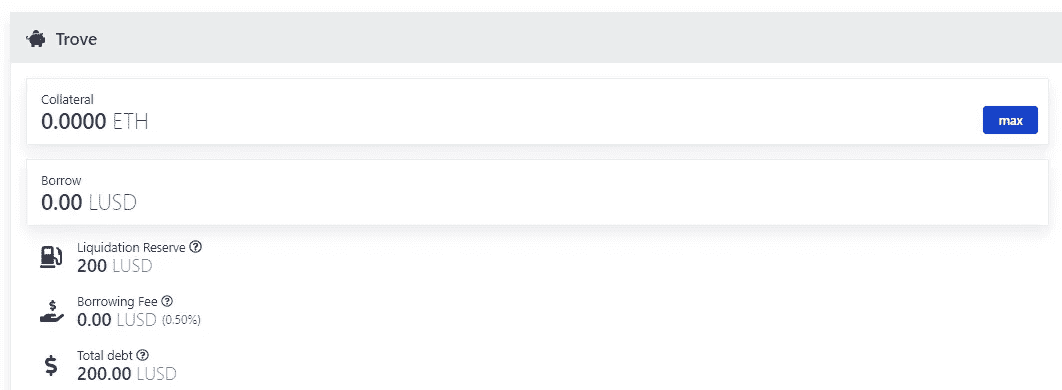 Trove
Collateral
0.0000 ETH
max
Borrow
0.00 LUSD
Liquidation Reserve
200 LUSD
Borrowing Fee
0.00 LUSD (0.50%)
Total debt
200.00 LUSD